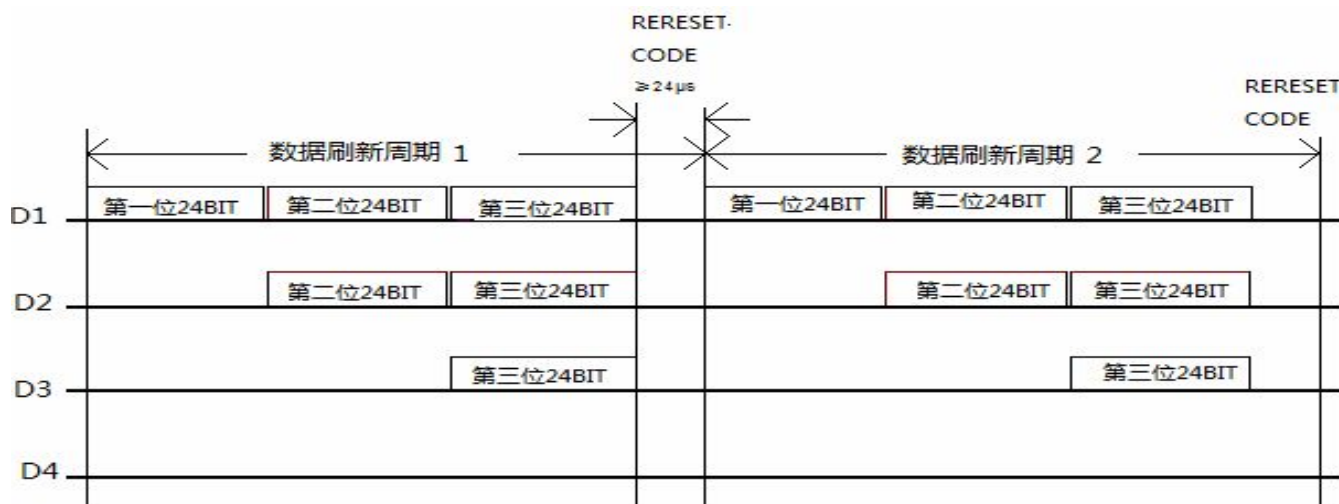 RERESET-
CODE
≥24μs
RERESET
CODE
数据刷新周期 1
数据刷新周期 2
D1 第一位24BIT 第二位24BIT 第三位24BIT 第一位24BIT 第二位24BIT 第三位24BIT
D2 第二位24BIT 第三位24BIT 第二位24BIT 第三位24BIT
D3 第三位24BIT 第三位24BIT
D4